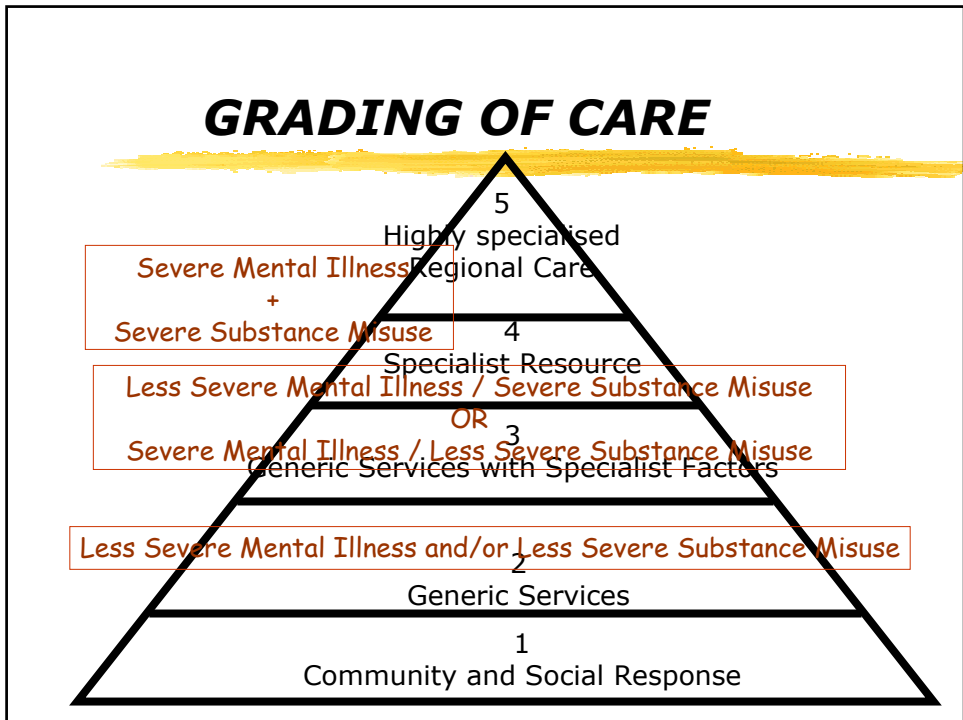 GRADING OF CARE
5
Highly specialised
Regional Care
Severe Mental Illness
+
Severe Substance Misuse
4
Specialist Resource
Less Severe Mental Illness / Severe Substance Misuse
OR
Severe Mental Illness / Less Severe Substance Misuse
3
Generic Services with Specialist Factors
Less Severe Mental Illness and/or Less Severe Substance Misuse
2
Generic Services
1
Community and Social Response